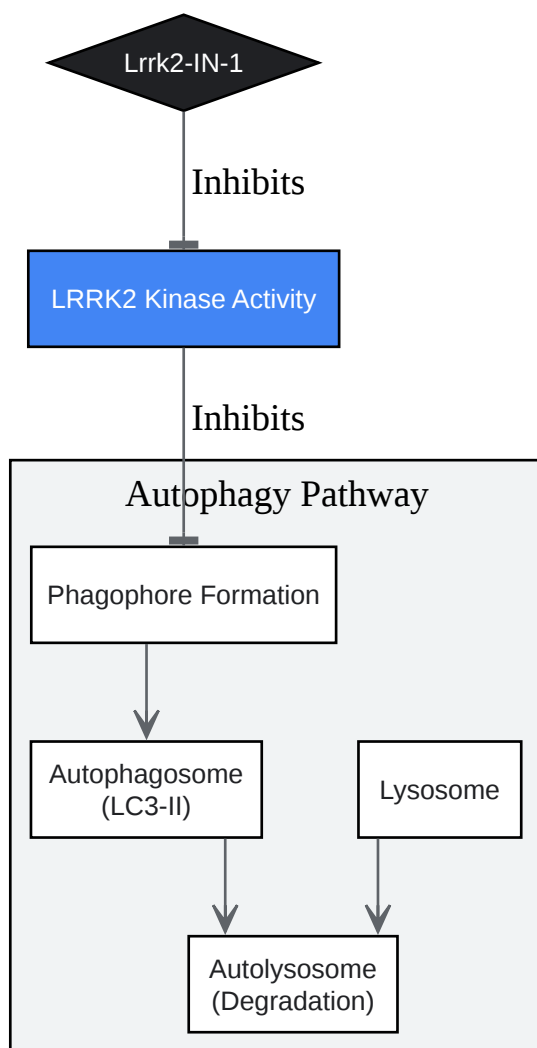 Lrrk2-IN-1
Inhibits
LRRK2 Kinase Activity
Inhibits
Autophagy Pathway
Phagophore Formation
Autophagosome
(LC3-II)
Lysosome
Autolysosome
(Degradation)